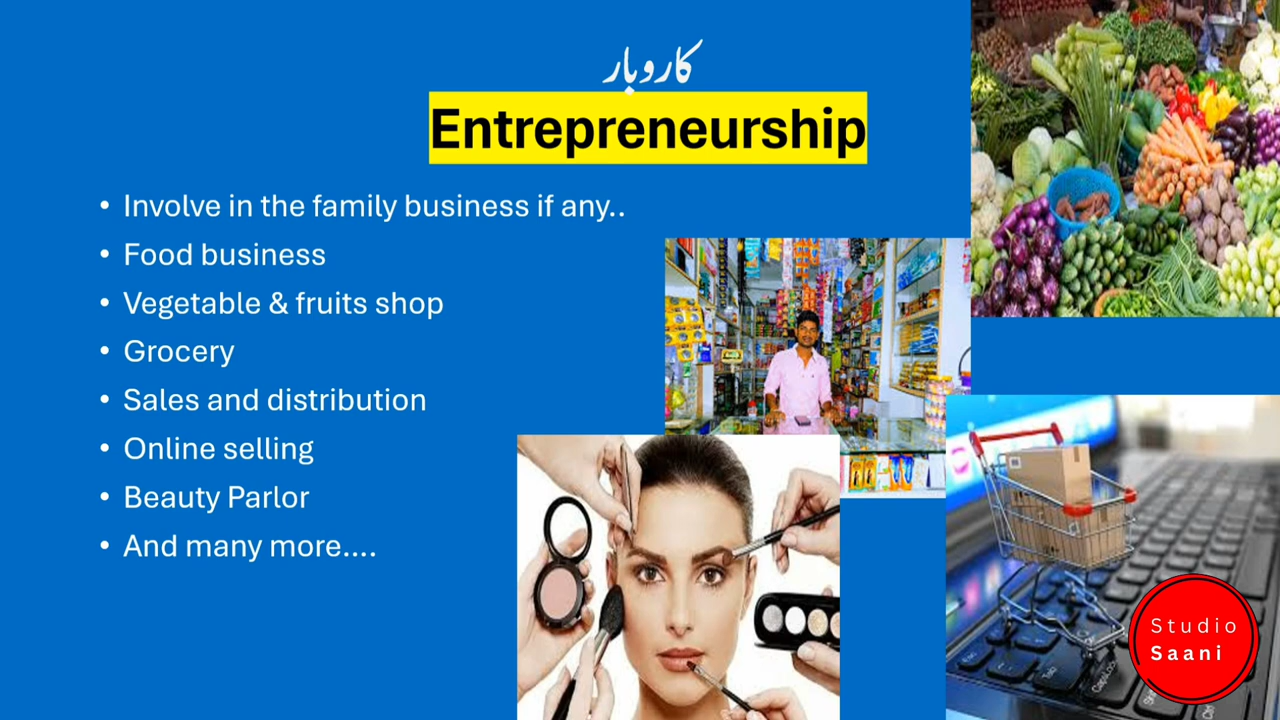 کاروبار
Entrepreneurship
• Involve in the family business if any..
• Food business
• Vegetable & fruits shop
• Grocery
• Sales and distribution
• Online selling
• Beauty Parlor
• And many more....
Studio
Saani